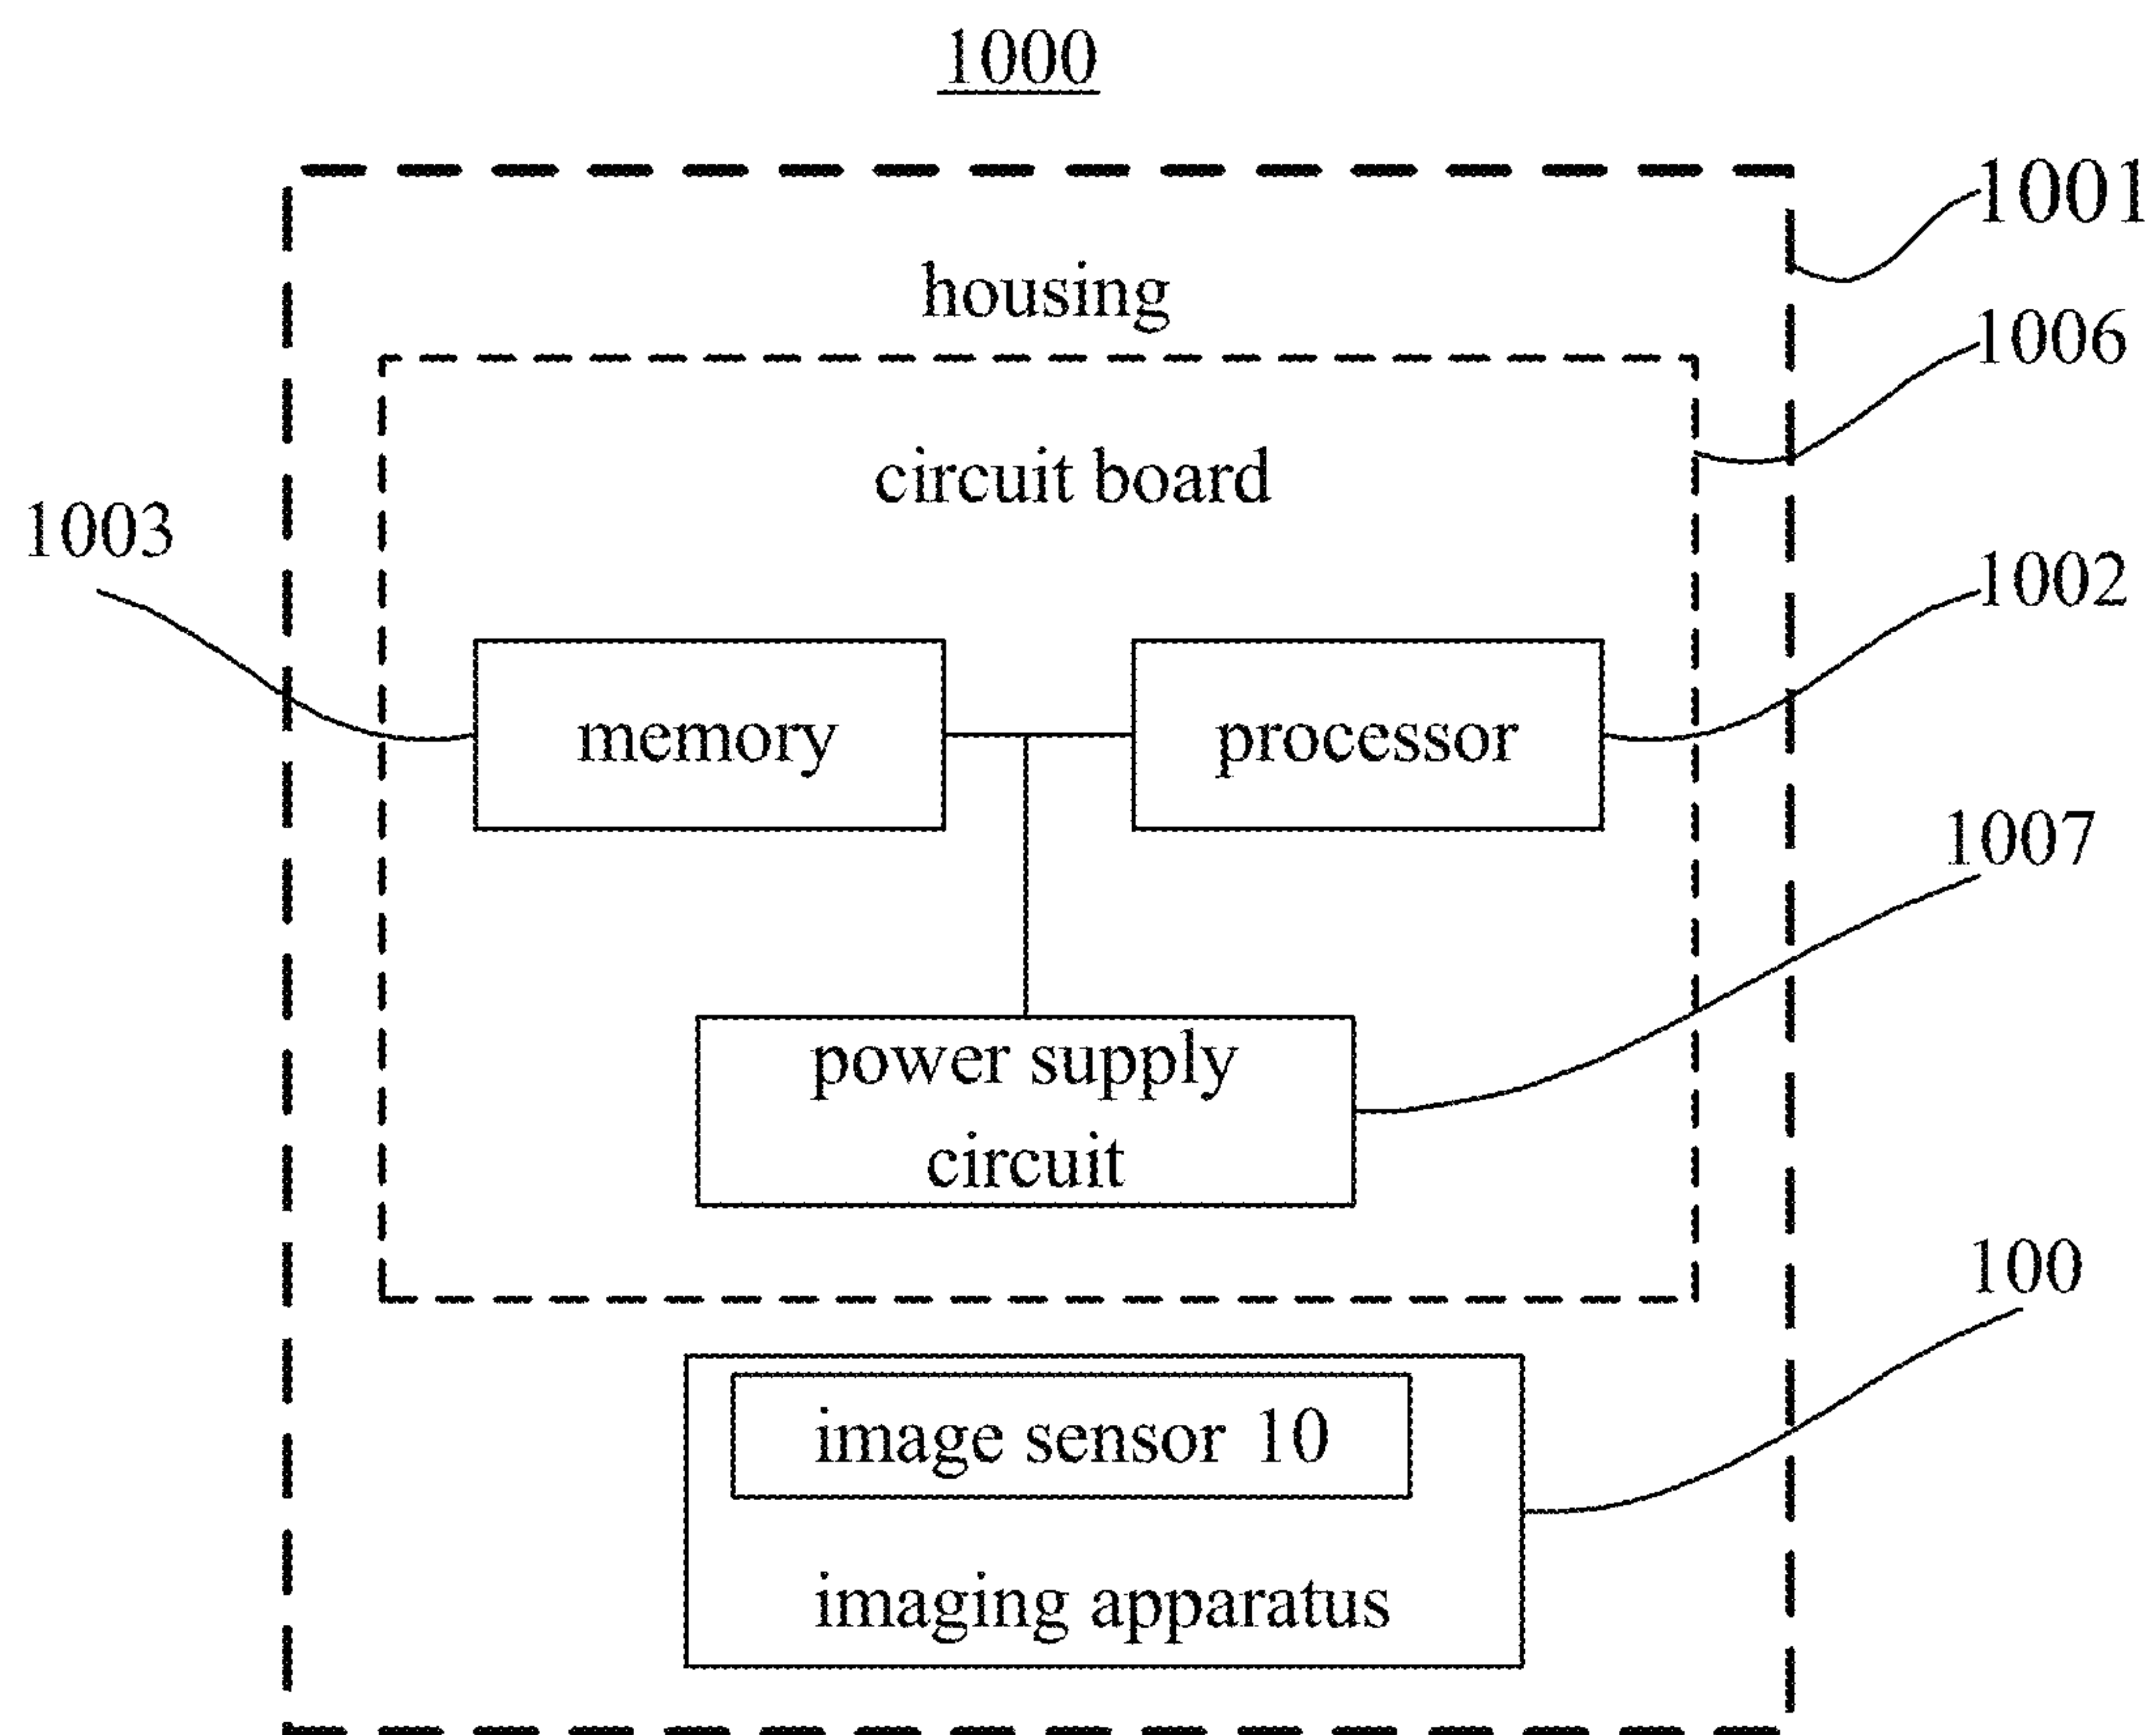 1000
1001
housing
1006
circuit board
1003
1002
memory
processor
1007
power supply
circuit
100
image sensor 10
imaging apparatus